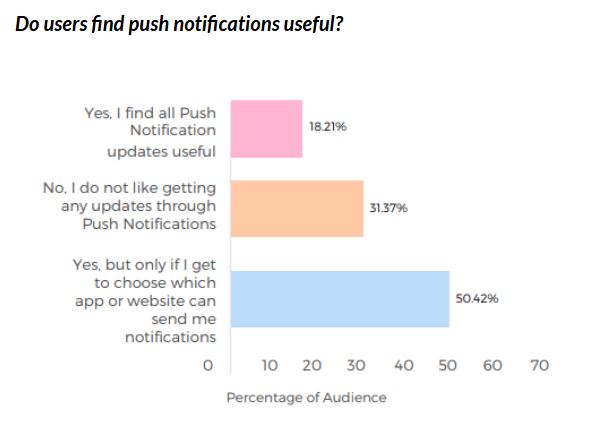 Do users find push notifications useful?
Yes, I find all Push
Notification
updates useful
18.21%
No, I do not like getting
any updates through
Push Notifications
31.37%
Yes, but only if I get
to choose which
app or website can
send me
notifications
50.42%
0 10 20 30 40 50 60 70
Percentage of Audience